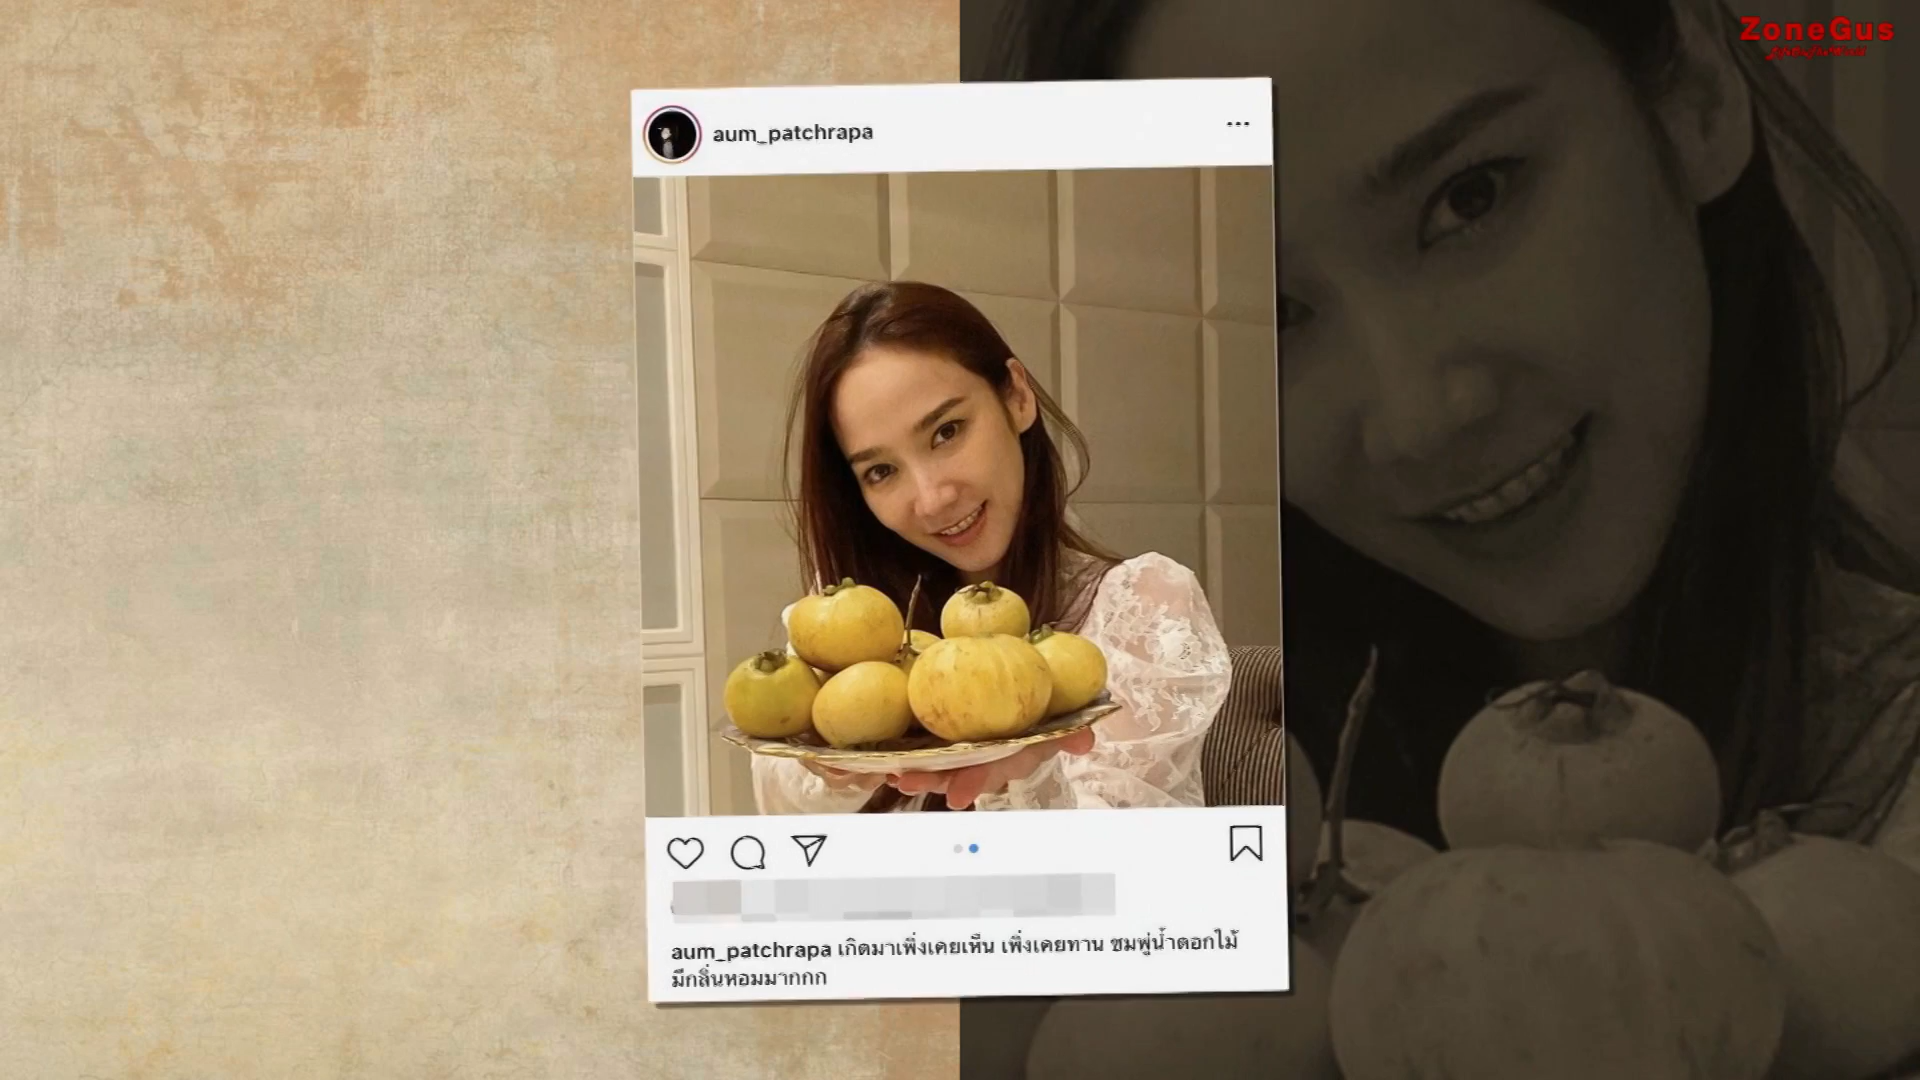 ZoneGus
aum_patchrapa
aum_patchrapa เกิดมาเพิ่งเคยเห็น เพิ่งเคยทาน ชมพู่น้ำดอกไม้
มีกลิ่นหอมมากกก